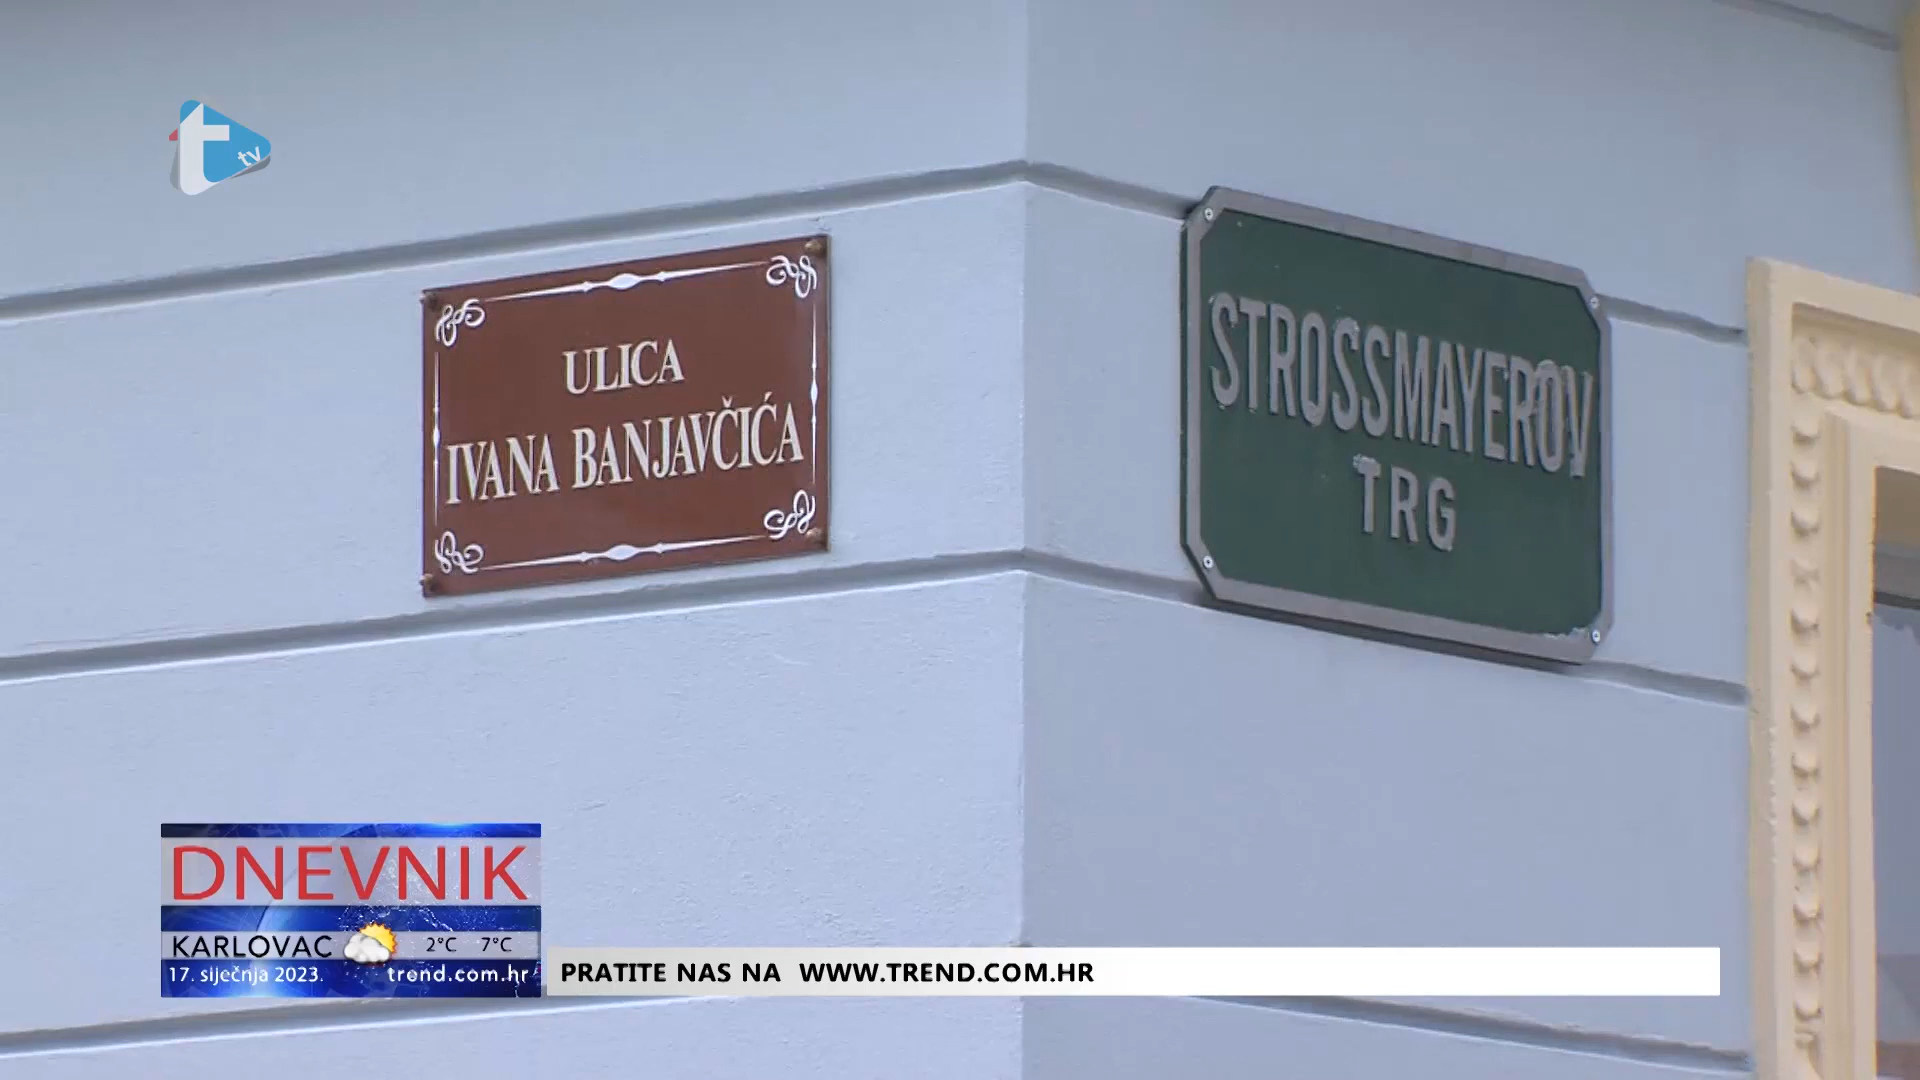 t tv
ULICA
IVANA BANJAVČIĆA
STROSSMAYEROV
TRG
DNEVNIK
KARLOVAC 2°C 7°C
17. siječnja 2023. trend.com.hr
PRATITE NAS NA WWW.TREND.COM.HR